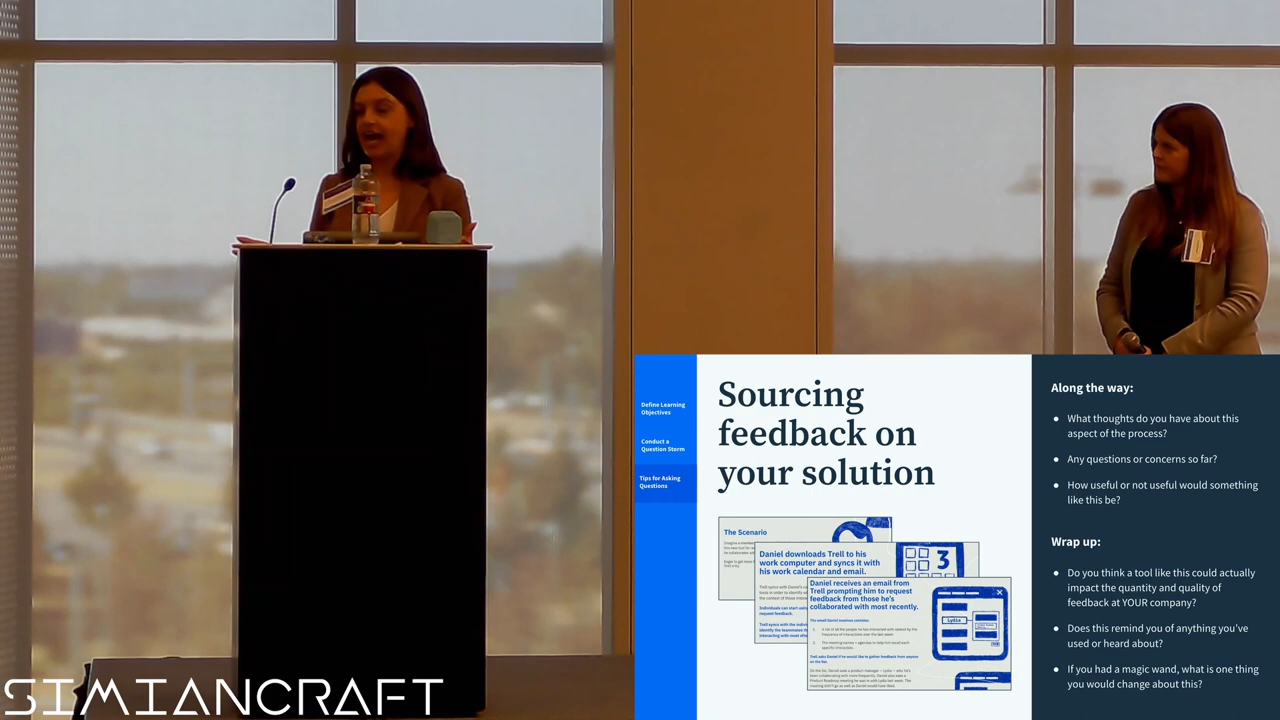 Define Learning
Objectives
Conduct a
Question Storm
Tips for Asking
Questions
Sourcing
feedback on
your solution
The Scenario
Daniel downloads Trell to his
work computer and syncs it with
his work calendar and email.
3
Daniel receives an email from
Trell prompting him to request
feedback from those he's
collaborated with most recently.
Lydia
Along the way:
● What thoughts do you have about this
aspect of the process?
● Any questions or concerns so far?
● How useful or not useful would something
like this be?
Wrap up:
● Do you think a tool like this could actually
impact the quantity and quality of
feedback at YOUR company?
● Does this remind you of anything you've
used or heard about?
● If you had a magic wand, what is one thing
you would change about this?
SIMIANCRAFT